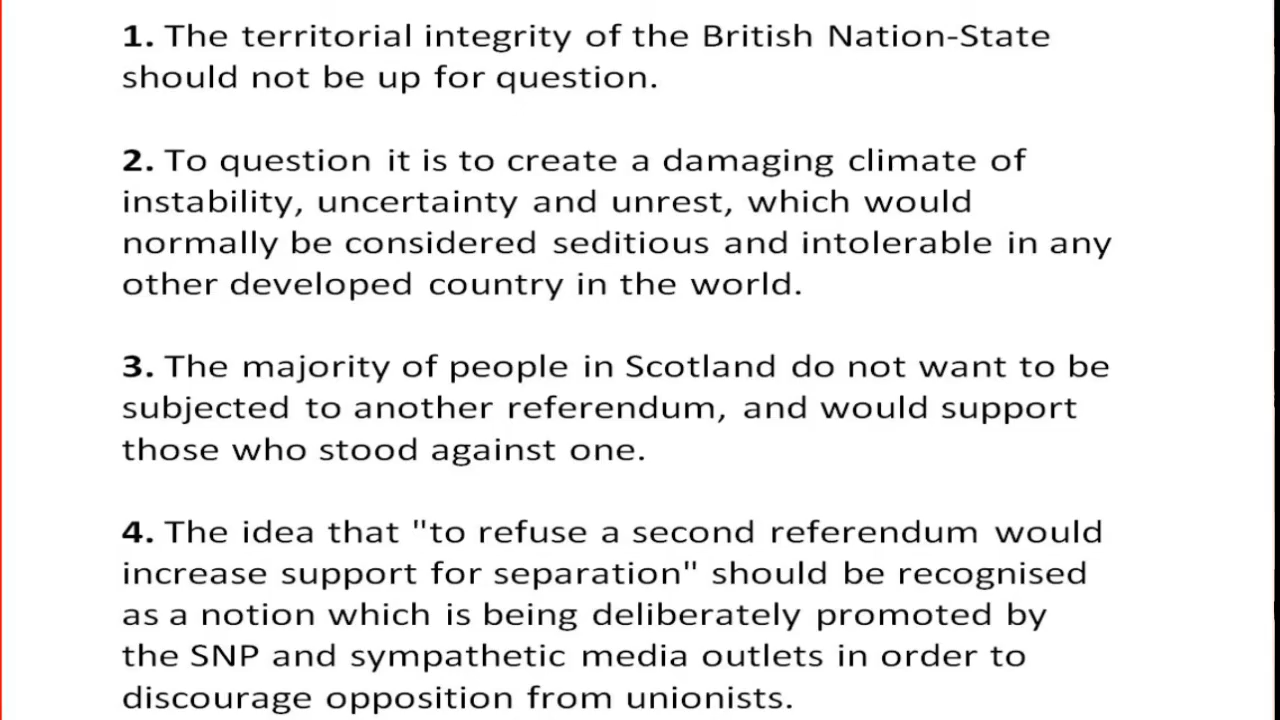 1. The territorial integrity of the British Nation-State
should not be up for question.
2. To question it is to create a damaging climate of
instability, uncertainty and unrest, which would
normally be considered seditious and intolerable in any
other developed country in the world.
3. The majority of people in Scotland do not want to be
subjected to another referendum, and would support
those who stood against one.
4. The idea that "to refuse a second referendum would
increase support for separation" should be recognised
as a notion which is being deliberately promoted by
the SNP and sympathetic media outlets in order to
discourage opposition from unionists.